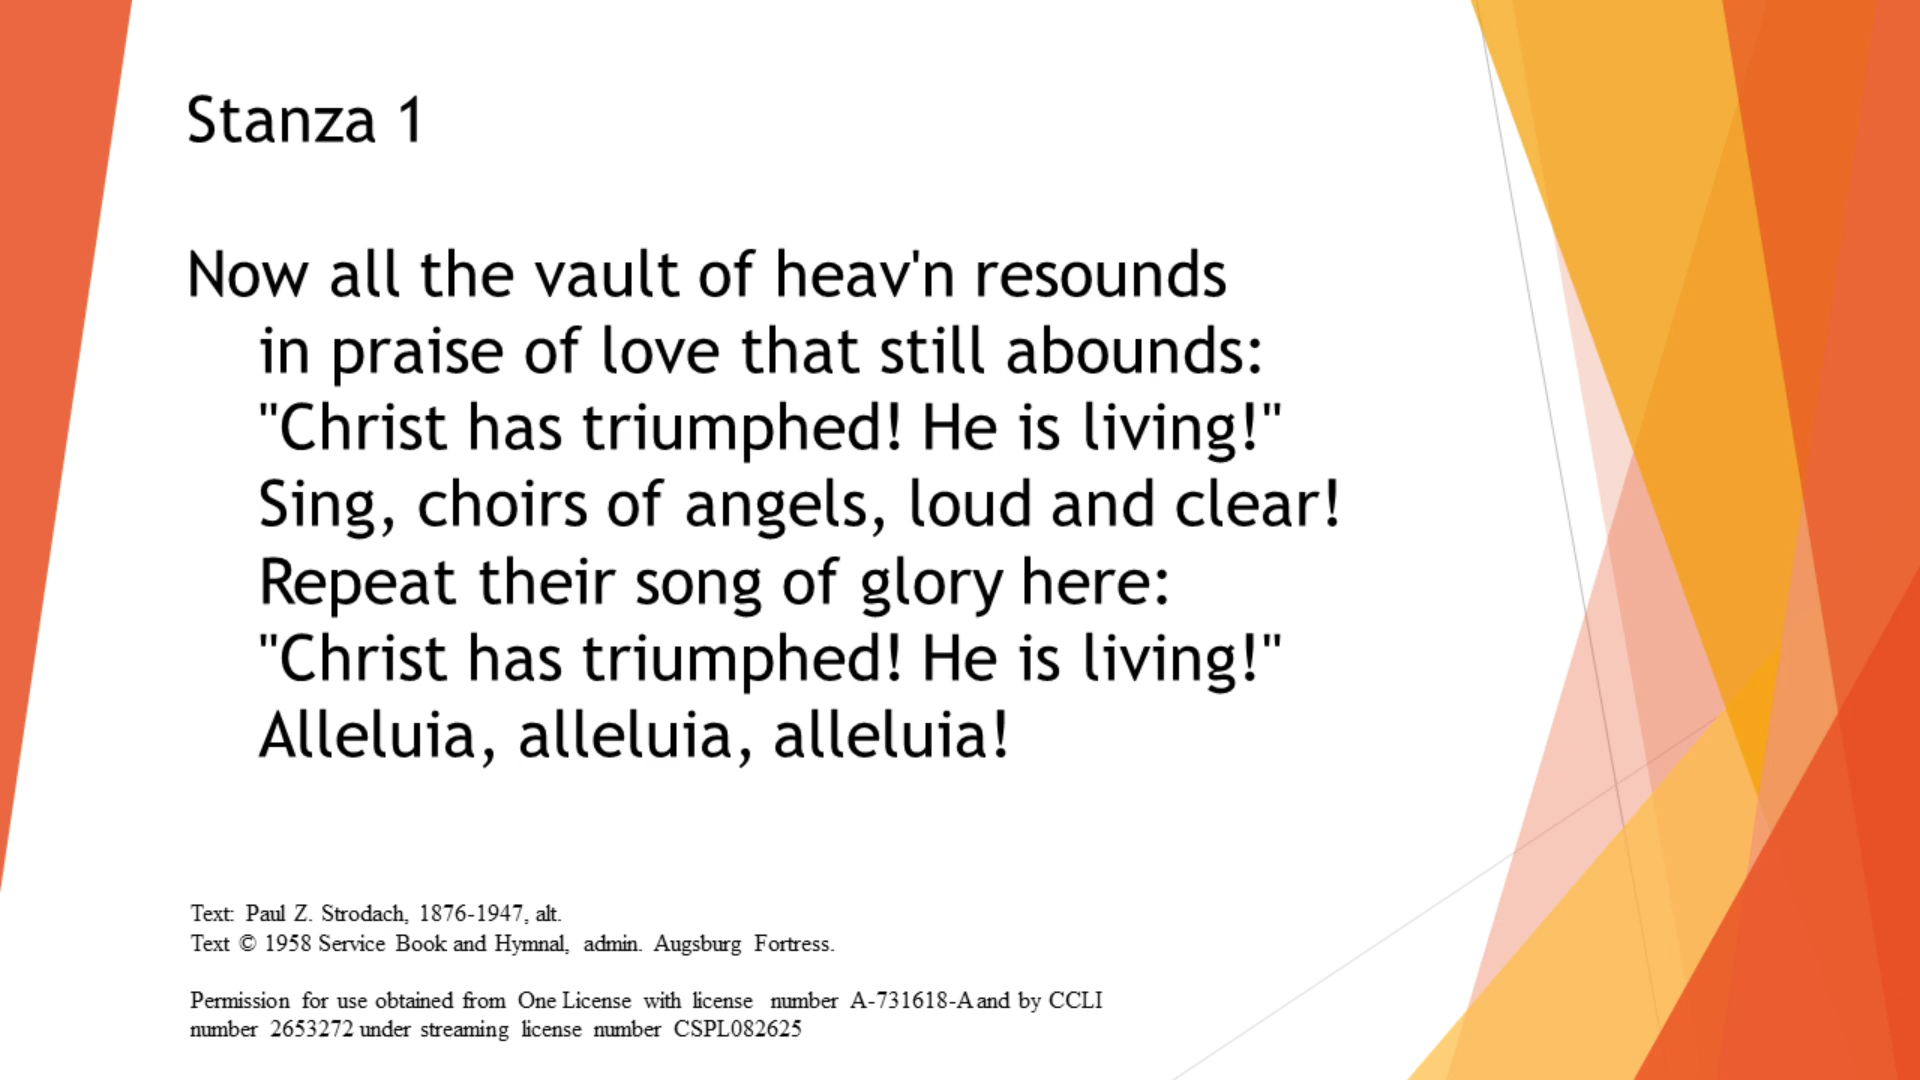 Stanza 1
Now all the vault of heav'n resounds
in praise of love that still abounds:
"Christ has triumphed! He is living!"
Sing, choirs of angels, loud and clear!
Repeat their song of glory here:
"Christ has triumphed! He is living!"
Alleluia, alleluia, alleluia!
Text: Paul Z. Strodach, 1876-1947, alt.
Text © 1958 Service Book and Hymnal, admin. Augsburg Fortress.
Permission for use obtained from One License with license number A-731618-A and by CCLI
number 2653272 under streaming license number CSPL082625